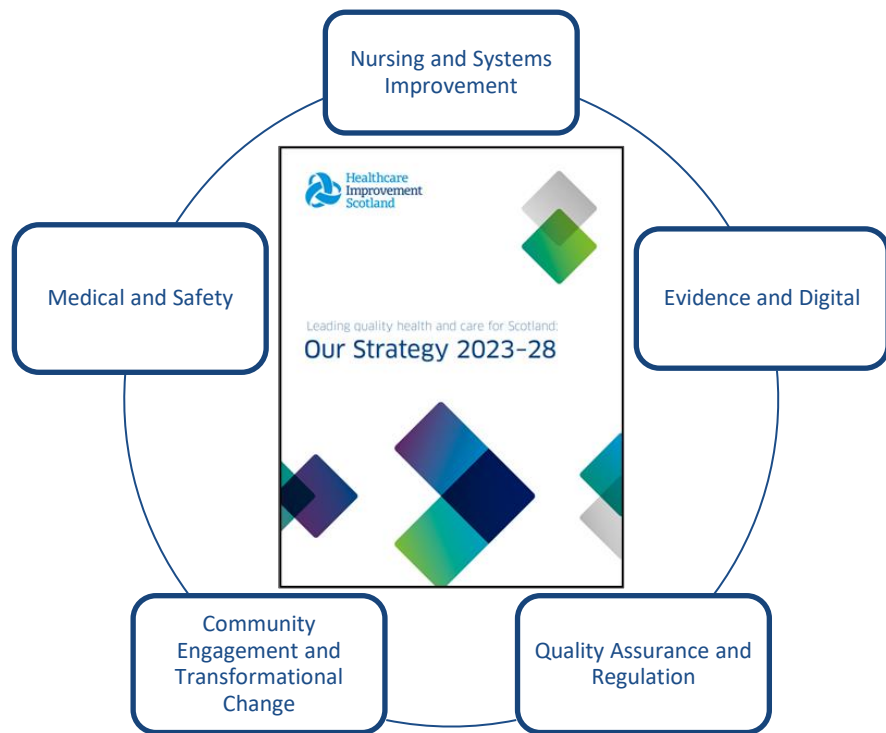 Nursing and Systems
Improvement
Healthcare
Improvement
Scotland
Medical and Safety
Evidence and Digital
Leading quality health and care for Scotland:
Our Strategy 2023–28
Community
Engagement and
Transformational
Change
Quality Assurance and
Regulation